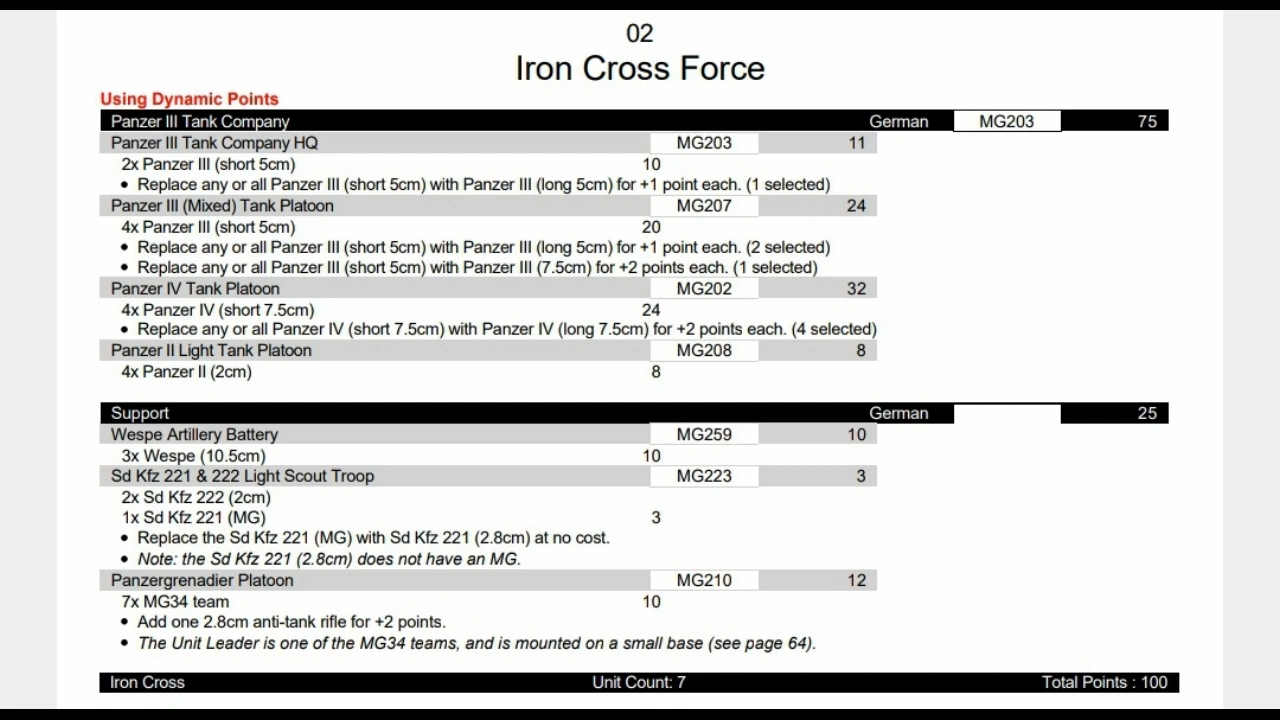 02
Iron Cross Force
Using Dynamic Points
Panzer III Tank Company German MG203 75
Panzer III Tank Company HQ MG203 11
2x Panzer III (short 5cm) 10
• Replace any or all Panzer III (short 5cm) with Panzer III (long 5cm) for +1 point each. (1 selected)
Panzer III (Mixed) Tank Platoon MG207 24
4x Panzer III (short 5cm) 20
• Replace any or all Panzer III (short 5cm) with Panzer III (long 5cm) for +1 point each. (2 selected)
• Replace any or all Panzer III (short 5cm) with Panzer III (7.5cm) for +2 points each. (1 selected)
Panzer IV Tank Platoon MG202 32
4x Panzer IV (short 7.5cm) 24
• Replace any or all Panzer IV (short 7.5cm) with Panzer IV (long 7.5cm) for +2 points each. (4 selected)
Panzer II Light Tank Platoon MG208 8
4x Panzer II (2cm) 8
Support German 25
Wespe Artillery Battery MG259 10
3x Wespe (10.5cm) 10
Sd Kfz 221 & 222 Light Scout Troop MG223 3
2x Sd Kfz 222 (2cm)
1x Sd Kfz 221 (MG) 3
• Replace the Sd Kfz 221 (MG) with Sd Kfz 221 (2.8cm) at no cost.
• Note: the Sd Kfz 221 (2.8cm) does not have an MG.
Panzergrenadier Platoon MG210 12
7x MG34 team 10
• Add one 2.8cm anti-tank rifle for +2 points.
• The Unit Leader is one of the MG34 teams, and is mounted on a small base (see page 64).
Iron Cross Unit Count: 7 Total Points : 100